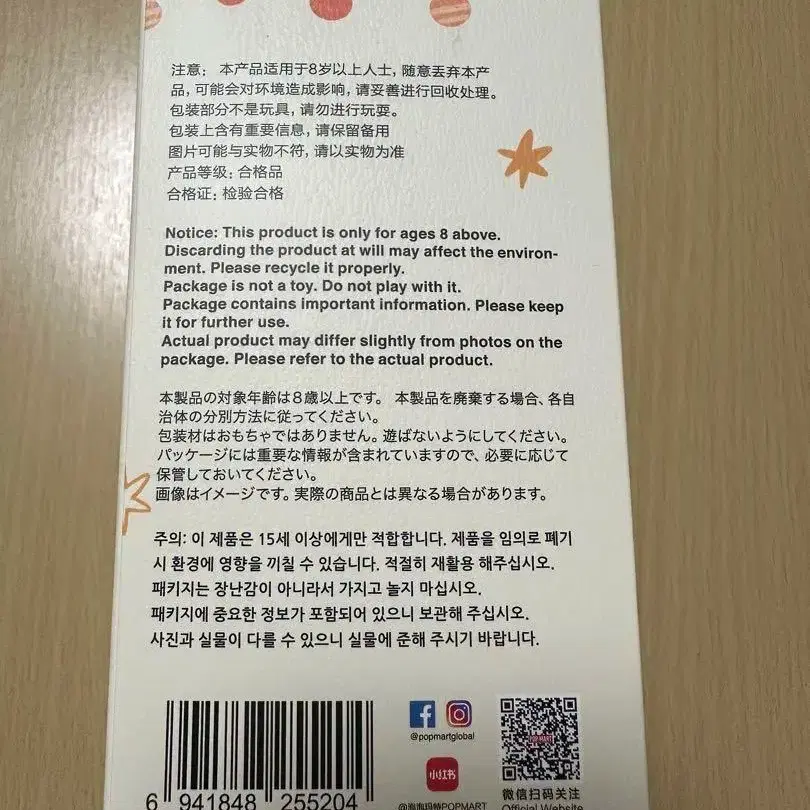 注意： 本产品适用于8岁以上人士，随意丢弃本产
品，可能会对环境造成影响，请妥善进行回收处理。
包装部分不是玩具，请勿进行玩耍。
包装上含有重要信息，请保留备用
图片可能与实物不符，请以实物为准
产品等级：合格品
合格证：检验合格
Notice: This product is only for ages 8 above.
Discarding the product at will may affect the environ-
ment. Please recycle it properly.
Package is not a toy. Do not play with it.
Package contains important information. Please keep
it for further use.
Actual product may differ slightly from photos on the
package. Please refer to the actual product.
本製品の対象年齢は8歳以上です。 本製品を廃棄する場合、各自
治体の分別方法に従ってください。
包装材はおもちゃではありません。遊ばないようにしてください。
パッケージには重要な情報が含まれていますので、必要に応じて
保管しておいてください。
画像はイメージです。実際の商品とは異なる場合があります。
주의: 이 제품은 15세 이상에게만 적합합니다. 제품을 임의로 폐기
시 환경에 영향을 끼칠 수 있습니다. 적절히 재활용 해주십시오.
패키지는 장난감이 아니라서 가지고 놀지 마십시오.
패키지에 중요한 정보가 포함되어 있으니 보관해 주십시오.
사진과 실물이 다를 수 있으니 실물에 준해 주시기 바랍니다.
@popmartglobal
小红书
POP MART
微信扫码关注
6 941848 255204
@泡泡玛特POPMART
Official Website